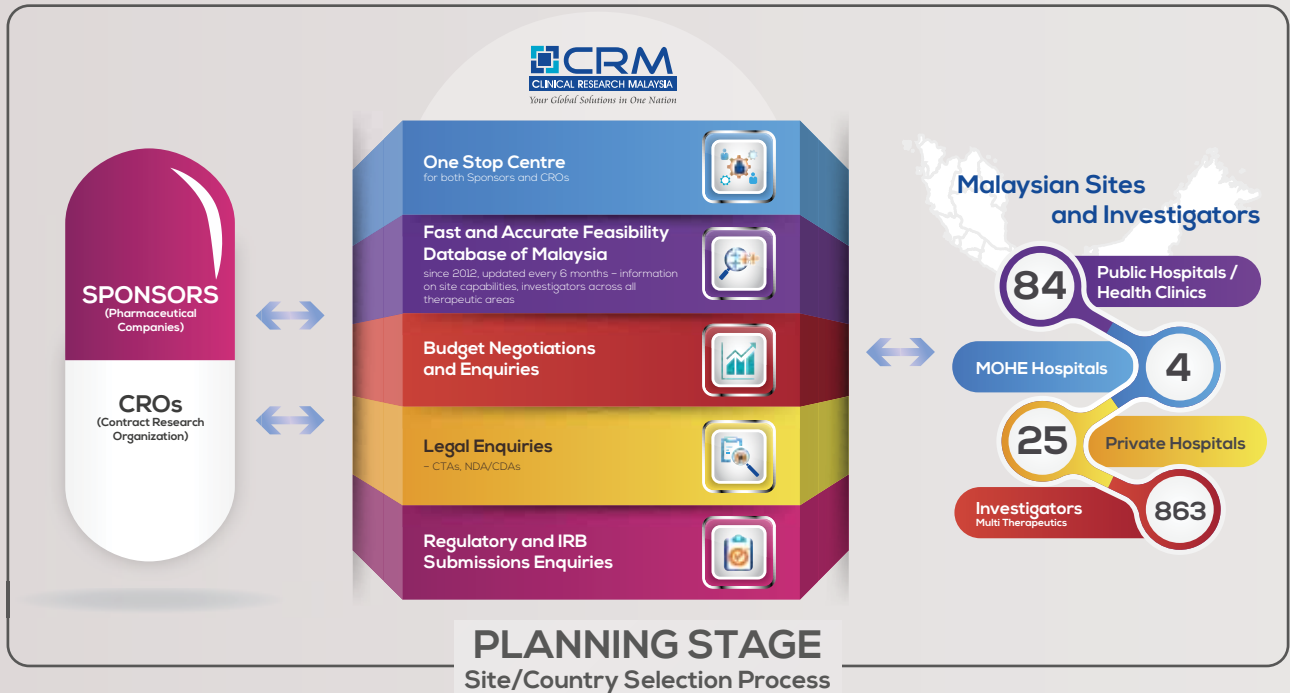 CRM
CLINICAL RESEARCH MALAYSIA
Your Global Solutions in One Nation
SPONSORS
(Pharmaceutical
Companies)
CROs
(Contract Research
Organization)
One Stop Centre
for both Sponsors and CROs
Fast and Accurate Feasibility
Database of Malaysia
since 2012, updated every 6 months – information
on site capabilities, investigators across all
therapeutic areas
Budget Negotiations
and Enquiries
Legal Enquiries
– CTAs, NDA/CDAs
Regulatory and IRB
Submissions Enquiries
Malaysian Sites
and Investigators
84
Public Hospitals /
Health Clinics
MOHE Hospitals
4
25
Private Hospitals
Investigators
Multi Therapeutics
863
PLANNING STAGE
Site/Country Selection Process